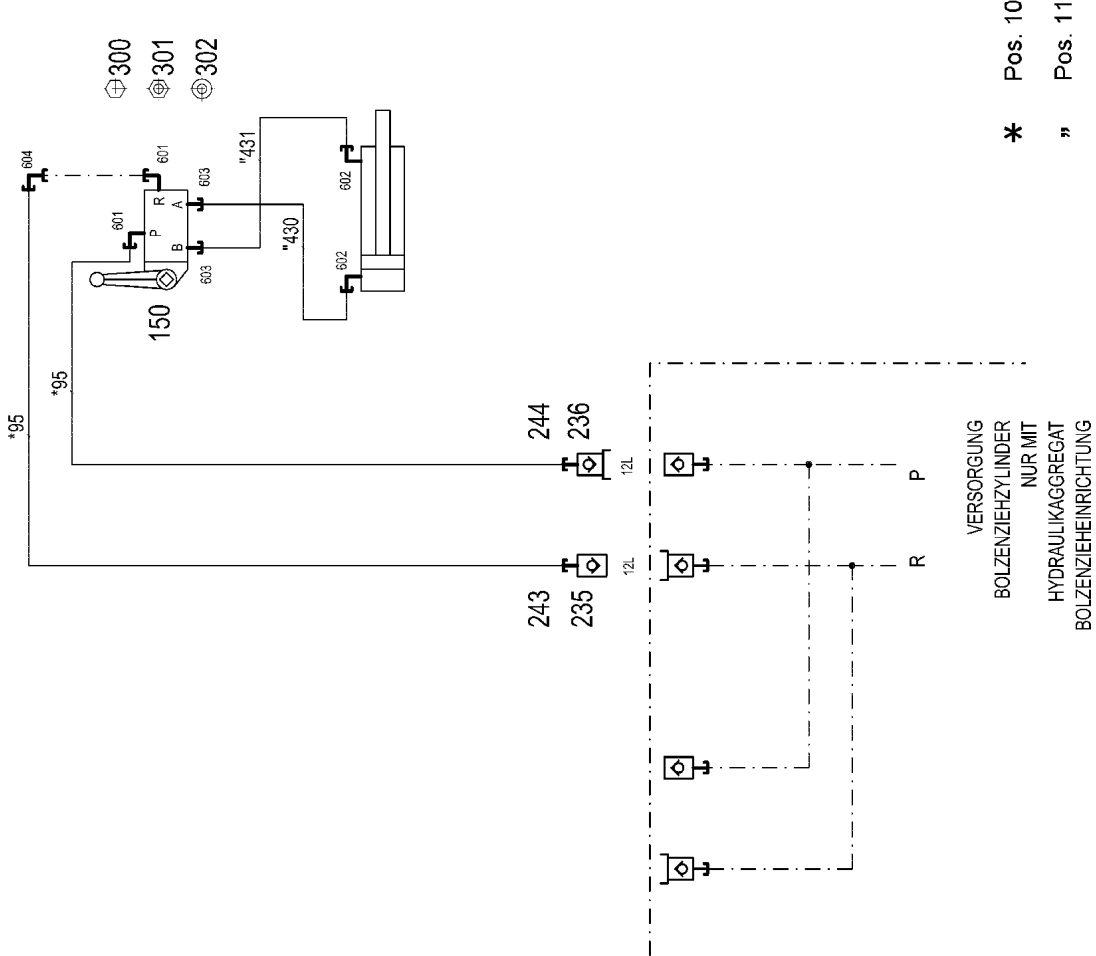 *95
*95
604
601
601
R
P
A
B
603
603
150
300
301
302
"431
"430
602
602
244
236
12L
243
235
12L
P
R
VERSORGUNG
BOLZENZIEHZYLINDER
NUR MIT
HYDRAULIKAGGREGAT
BOLZENZIEHEINRICHTUNG
* Pos. 10
" Pos. 11